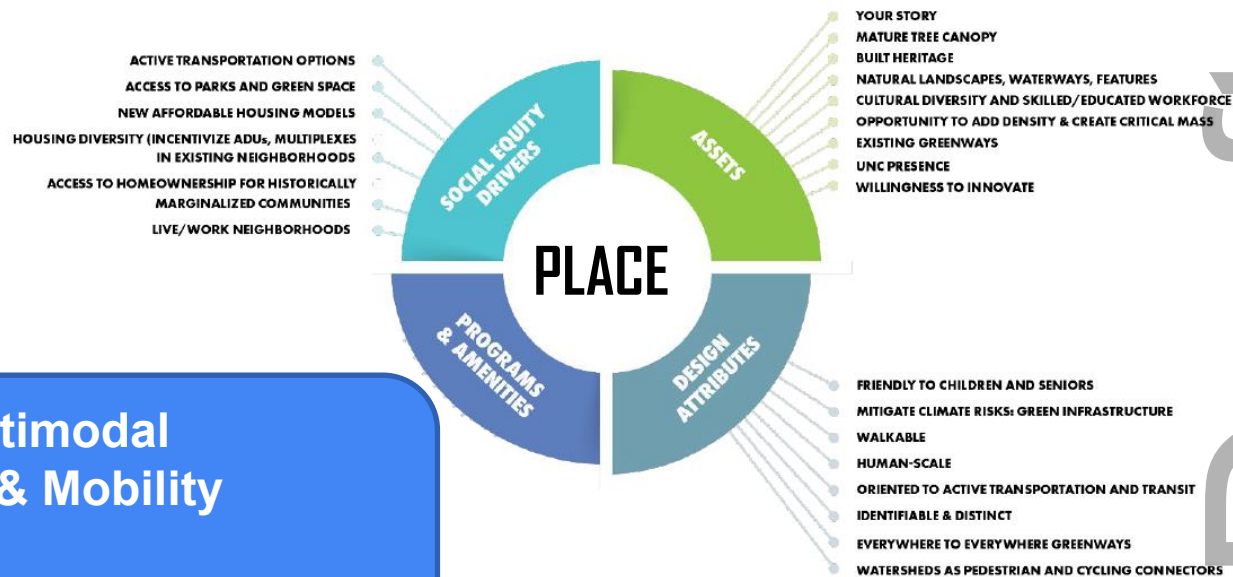 YOUR STORY
MATURE TREE CANOPY
BUILT HERITAGE
NATURAL LANDSCAPES, WATERWAYS, FEATURES
CULTURAL DIVERSITY AND SKILLED/EDUCATED WORKFORCE
OPPORTUNITY TO ADD DENSITY & CREATE CRITICAL MASS
EXISTING GREENWAYS
UNC PRESENCE
WILLINGNESS TO INNOVATE
ACTIVE TRANSPORTATION OPTIONS
ACCESS TO PARKS AND GREEN SPACE
NEW AFFORDABLE HOUSING MODELS
HOUSING DIVERSITY (INCENTIVIZE ADUs, MULTIPLEXES
IN EXISTING NEIGHBORHOODS
ACCESS TO HOMEOWNERSHIP FOR HISTORICALLY
MARGINALIZED COMMUNITIES
LIVE/WORK NEIGHBORHOODS
SOCIAL EQUITY
DRIVERS
ASSETS
PLACE
PROGRAMS
& AMENITIES
DESIGN
ATTRIBUTES
timodal
& Mobility
FRIENDLY TO CHILDREN AND SENIORS
MITIGATE CLIMATE RISKS: GREEN INFRASTRUCTURE
WALKABLE
HUMAN-SCALE
ORIENTED TO ACTIVE TRANSPORTATION AND TRANSIT
IDENTIFIABLE & DISTINCT
EVERYWHERE TO EVERYWHERE GREENWAYS
WATERSHEDS AS PEDESTRIAN AND CYCLING CONNECTORS